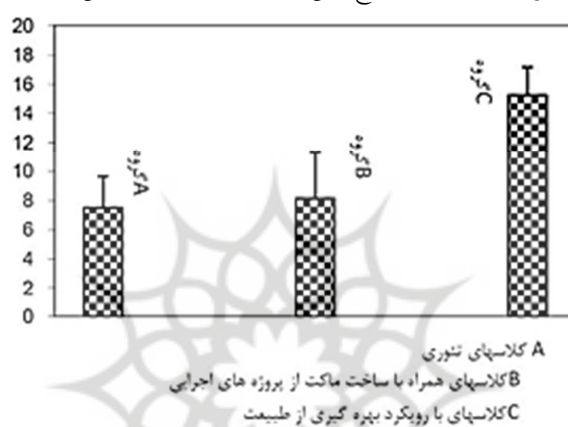 20
18
16
14
12
10
8
6
4
2
0
گروه A
گروه B
گروه C
A کلاسهای تئوری
B کلاسهای همراه با ساخت ماکت از پروژه های اجرایی
C کلاسهای با رویکرد بهره گیری از طبیعت